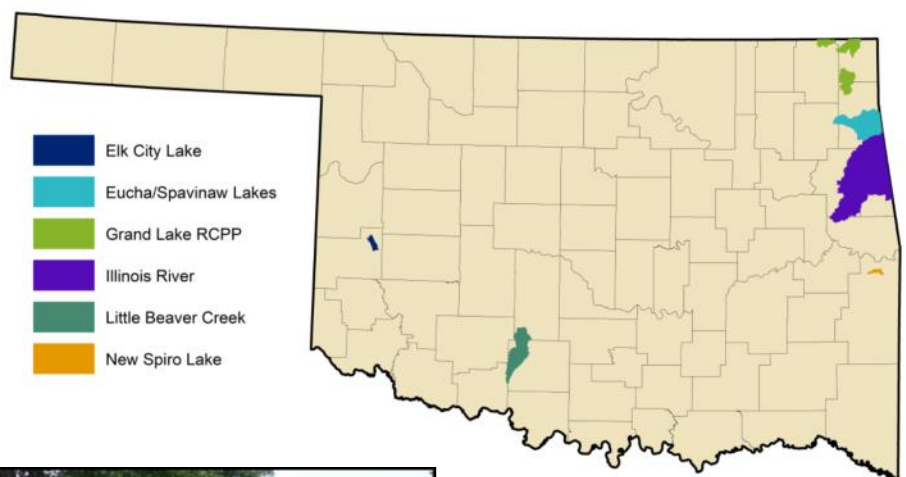 Elk City Lake
Eucha/Spavinaw Lakes
Grand Lake RCPP
Illinois River
Little Beaver Creek
New Spiro Lake